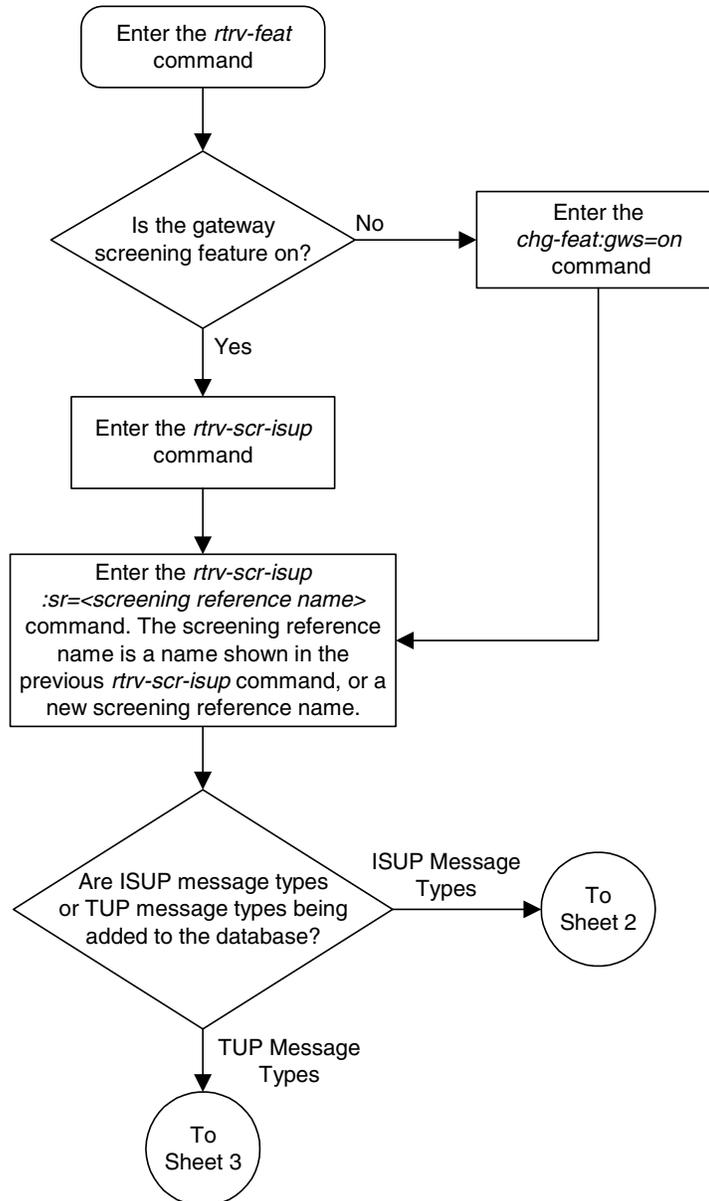 Enter the rtrv-feat
command
Is the gateway
screening feature on?
No
Enter the
chg-feat:gws=on
command
Yes
Enter the rtrv-scr-isup
command
Enter the rtrv-scr-isup
:sr=<screening reference name>
command. The screening reference
name is a name shown in the
previous rtrv-scr-isup command, or a
new screening reference name.
Are ISUP message types
or TUP message types being
added to the database?
ISUP Message
Types
To
Sheet 2
TUP Message
Types
To
Sheet 3